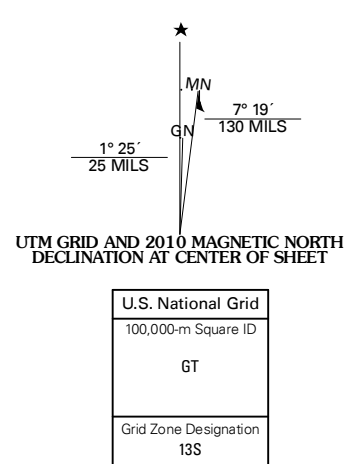 MN
7° 19´
130 MILS
GN
1° 25´
25 MILS
UTM GRID AND 2010 MAGNETIC NORTH
DECLINATION AT CENTER OF SHEET
U.S. National Grid
100,000-m Square ID
GT
Grid Zone Designation
13S